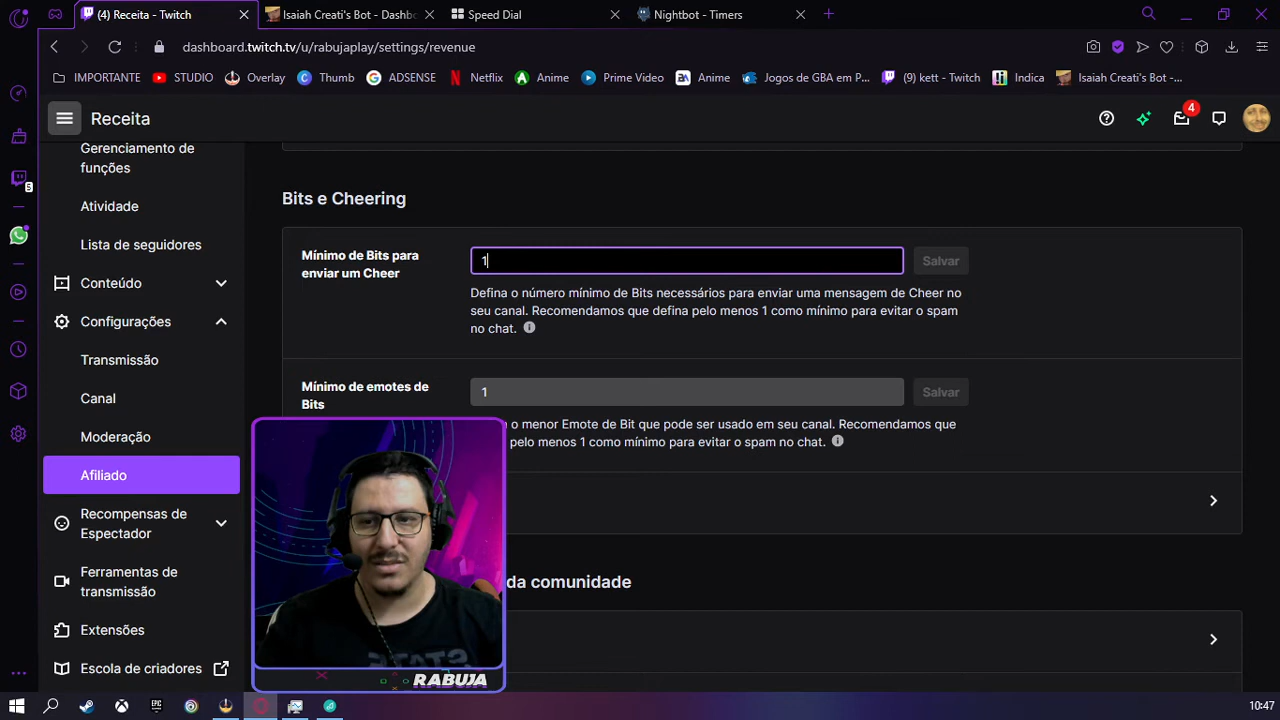 (4) Receita - Twitch
Isaiah Creati's Bot - Dashbo
Speed Dial
Nightbot - Timers
dashboard.twitch.tv/u/rabujaplay/settings/revenue
IMPORTANTE
STUDIO
Overlay
Thumb
ADSENSE
Netflix
Anime
Prime Video
Anime
Jogos de GBA em P...
(9) kett - Twitch
Indica
Isaiah Creati's Bot -...
Receita
4
5
Gerenciamento de
funções
Atividade
Lista de seguidores
Conteúdo
Configurações
Transmissão
Canal
Moderação
Afiliado
Recompensas de
Espectador
Ferramentas de
transmissão
Extensões
Escola de criadores
Bits e Cheering
Mínimo de Bits para
enviar um Cheer
1
Salvar
Defina o número mínimo de Bits necessários para enviar uma mensagem de Cheer no
seu canal. Recomendamos que defina pelo menos 1 como mínimo para evitar o spam
no chat.
Mínimo de emotes de
Bits
1
Salvar
o menor Emote de Bit que pode ser usado em seu canal. Recomendamos que
pelo menos 1 como mínimo para evitar o spam no chat.
da comunidade
RABUJA
EPIC
10:47